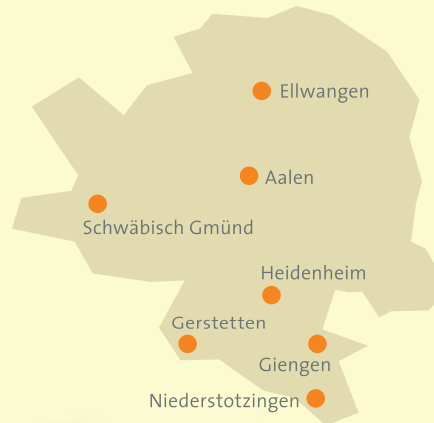 Ellwangen
Aalen
Schwäbisch Gmünd
Heidenheim
Gerstetten
Giengen
Niederstotzingen